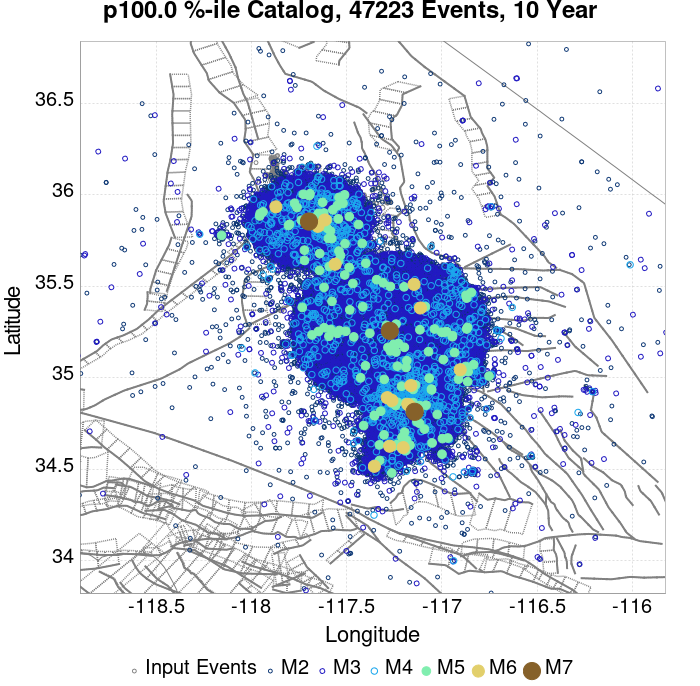 p100.0 %-ile Catalog, 47223 Events, 10 Year
36.5
36
35.5
35
34.5
34
Latitude
-118.5 -118 -117.5 -117 -116.5 -116
Longitude
Input Events M2 M3 M4 M5 M6 M7